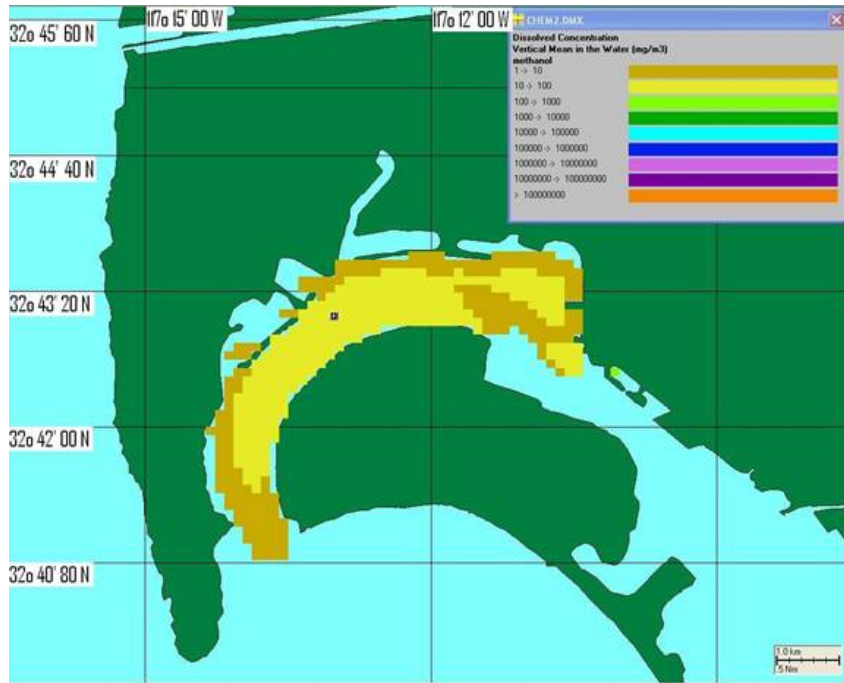 32o 45' 60 N
117o 15' 00 W
117o 12' 00 W
CHEM2.DMX
Dissolved Concentration
Vertical Mean in the Water (mg/m3)
methanol
1 -> 10
10 -> 100
100 -> 1000
1000 -> 10000
10000 -> 100000
100000 -> 1000000
1000000 -> 10000000
10000000 -> 100000000
> 100000000
32o 44' 40 N
32o 43' 20 N
32o 42' 00 N
32o 40' 80 N
1.0 km
.5 Nm